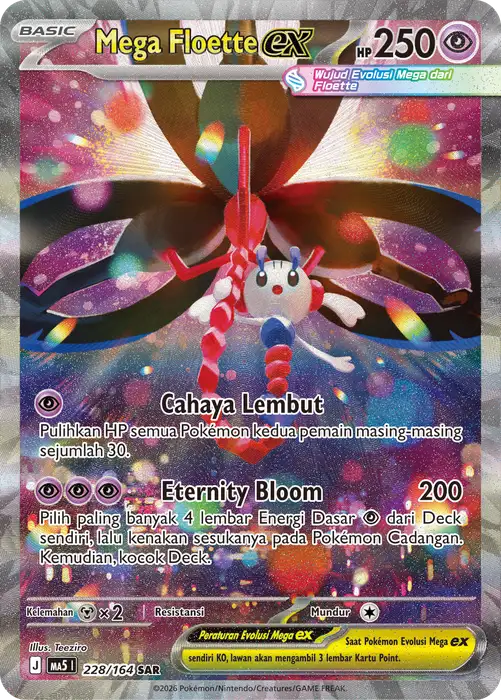 BASIC
Mega Floette ex
HP 250
Wujud Evolusi Mega dari
Floette
Cahaya Lembut
Pulihkan HP semua Pokémon kedua pemain masing-masing
sejumlah 30.
Eternity Bloom 200
Pilih paling banyak 4 lembar Energi Dasar dari Deck
sendiri, lalu kenakan sesukanya pada Pokémon Cadangan.
Kemudian, kocok Deck.
Kelemahan ×2 Resistansi Mundur
Illus. Teeziro
Peraturan Evolusi Mega ex
Saat Pokémon Evolusi Mega ex
sendiri KO, lawan akan mengambil 3 lembar Kartu Point.
J MA5 I 228/164 SAR
©2026 Pokémon/Nintendo/Creatures/GAME FREAK.